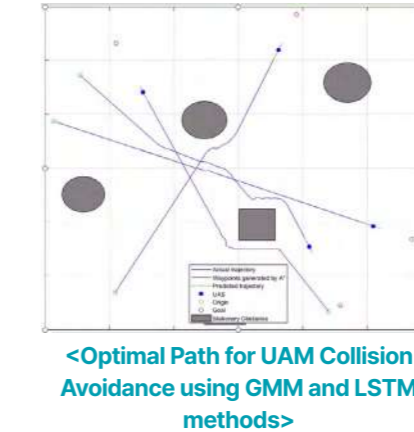 Actual trajectory
Waypoints generated by A*
Predicted trajectory
UAS
Origin
Goal
Stationary Obstacles
<Optimal Path for UAM Collision
Avoidance using GMM and LSTM
methods>